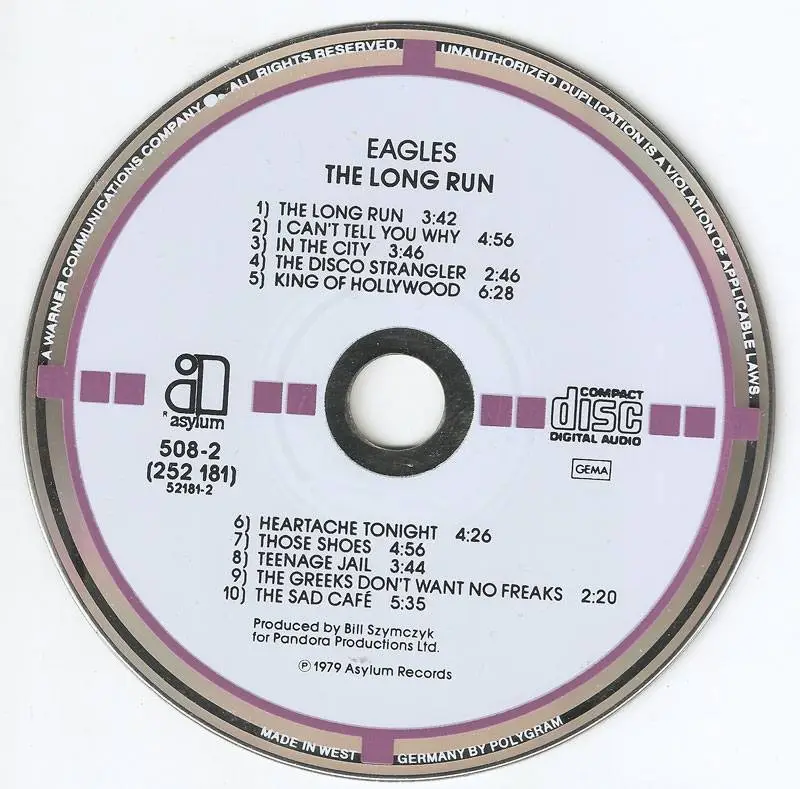 A WARNER COMMUNICATIONS COMPANY. ALL RIGHTS RESERVED. UNAUTHORIZED DUPLICATION IS A VIOLATION OF APPLICABLE LAWS.
EAGLES
THE LONG RUN
1) THE LONG RUN 3:42
2) I CAN'T TELL YOU WHY 4:56
3) IN THE CITY 3:46
4) THE DISCO STRANGLER 2:46
5) KING OF HOLLYWOOD 6:28
® asylum
508-2
(252 181)
52181-2
COMPACT
disc
DIGITAL AUDIO
GEMA
6) HEARTACHE TONIGHT 4:26
7) THOSE SHOES 4:56
8) TEENAGE JAIL 3:44
9) THE GREEKS DON'T WANT NO FREAKS 2:20
10) THE SAD CAFÉ 5:35
Produced by Bill Szymczyk
for Pandora Productions Ltd.
℗ 1979 Asylum Records
MADE IN WEST GERMANY BY POLYGRAM